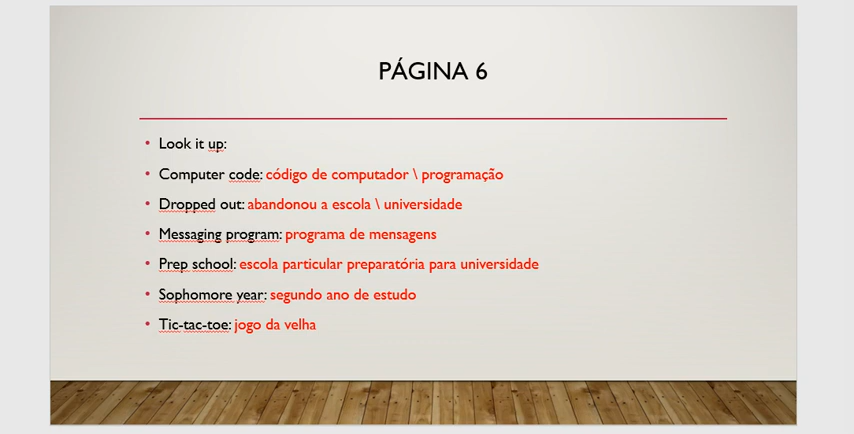 PÁGINA 6
• Look it up:
• Computer code: código de computador \ programação
• Dropped out: abandonou a escola \ universidade
• Messaging program: programa de mensagens
• Prep school: escola particular preparatória para universidade
• Sophomore year: segundo ano de estudo
• Tic-tac-toe: jogo da velha